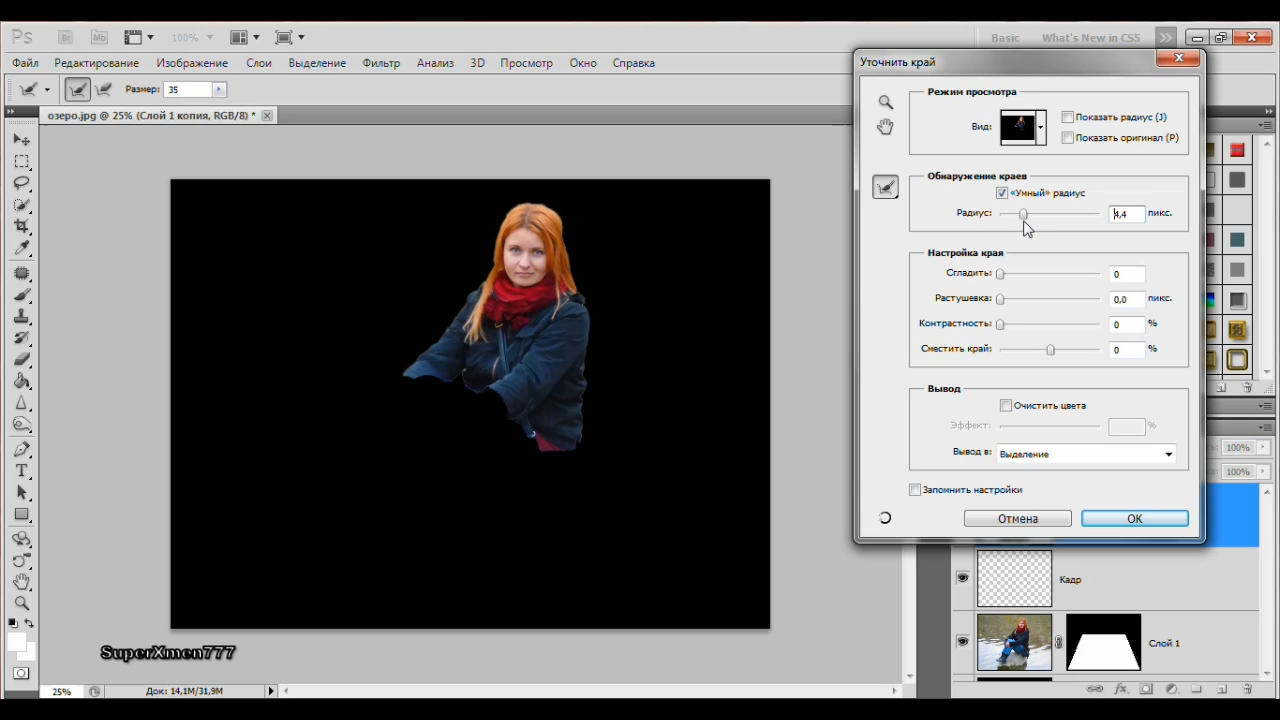 Ps Br Mb 100% Basic What's New in CS5
Файл Редактирование Изображение Слои Выделение Фильтр Анализ 3D Просмотр Окно Справка
Размер: 35
озеро.jpg @ 25% (Слой 1 копия, RGB/8) *
Уточнить край
Режим просмотра
Вид:
Показать радиус (J)
Показать оригинал (P)
Обнаружение краев
«Умный» радиус
Радиус: 4,4 пикс.
Настройка края
Сгладить: 0
Растушевка: 0,0 пикс.
Контрастность: 0 %
Сместить край: 0 %
Вывод
Очистить цвета
Эффект: %
Вывод в: Выделение
Запомнить настройки
Отмена OK
100%
100%
Кадр
Слой 1
SuperXmen777
25% Док: 14,1M/31,9M
fx